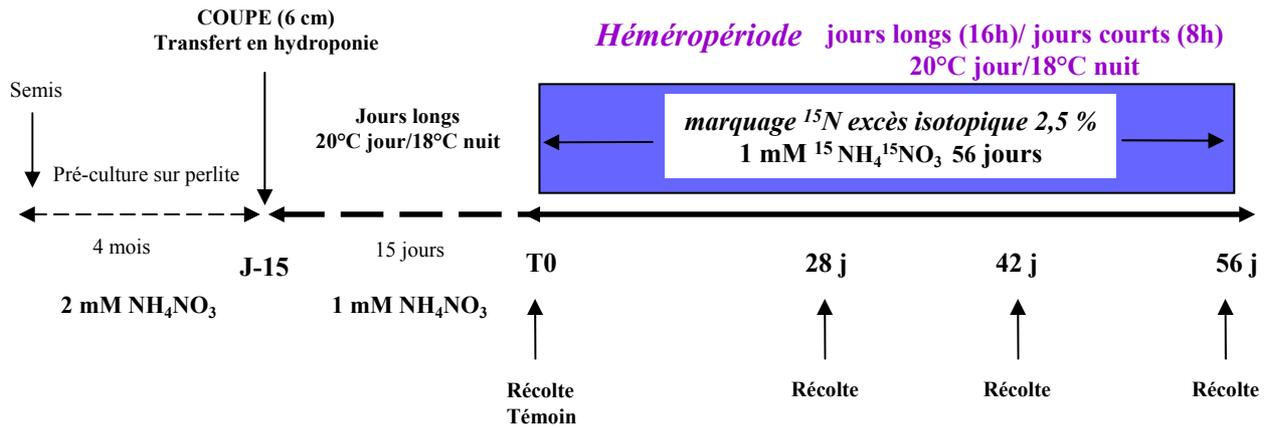 COUPE (6 cm)
Transfert en hydroponie
Héméropériode jours longs (16h)/ jours courts (8h)
20°C jour/18°C nuit
Semis
Jours longs
20°C jour/18°C nuit
marquage ¹⁵N excès isotopique 2,5 %
1 mM ¹⁵NH₄¹⁵NO₃ 56 jours
Pré-culture sur perlite
4 mois
J-15
15 jours
T0
28 j
42 j
56 j
2 mM NH₄NO₃
1 mM NH₄NO₃
Récolte
Témoin
Récolte
Récolte
Récolte